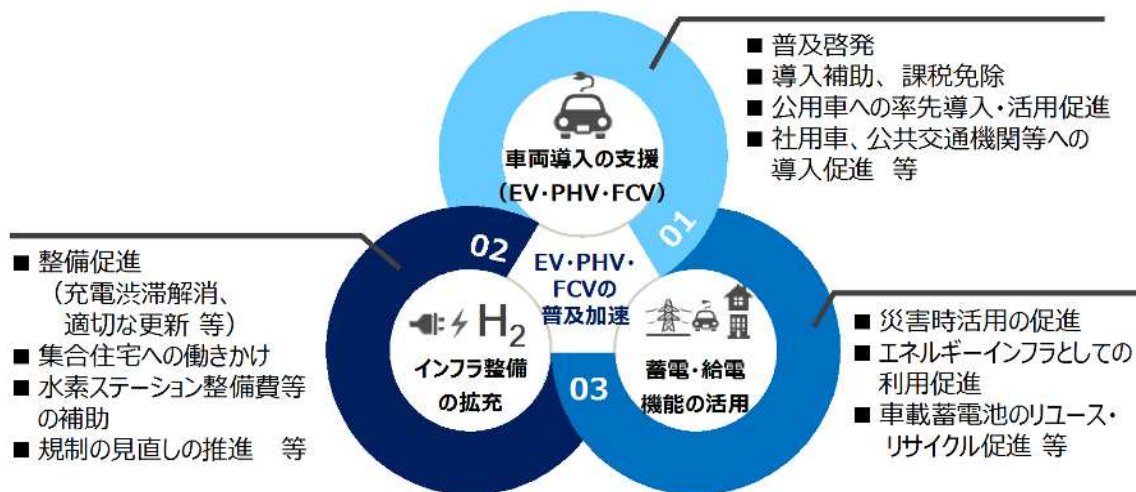 ■ 普及啓発
■ 導入補助、課税免除
■ 公用車への率先導入・活用促進
■ 社用車、公共交通機関等への
導入促進 等
車両導入の支援
（EV・PHV・FCV）
01
02
EV・PHV・
FCVの
普及加速
■ 整備促進
（充電渋滞解消、
適切な更新 等）
■ 集合住宅への働きかけ
■ 水素ステーション整備費等
の補助
■ 規制の見直しの推進 等
H2
インフラ整備
の拡充
03
蓄電・給電
機能の活用
■ 災害時活用の促進
■ エネルギーインフラとしての
利用促進
■ 車載蓄電池のリユース・
リサイクル促進 等